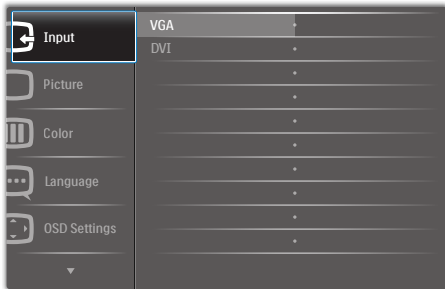 Input
VGA
DVI
Picture
Color
Language
OSD Settings